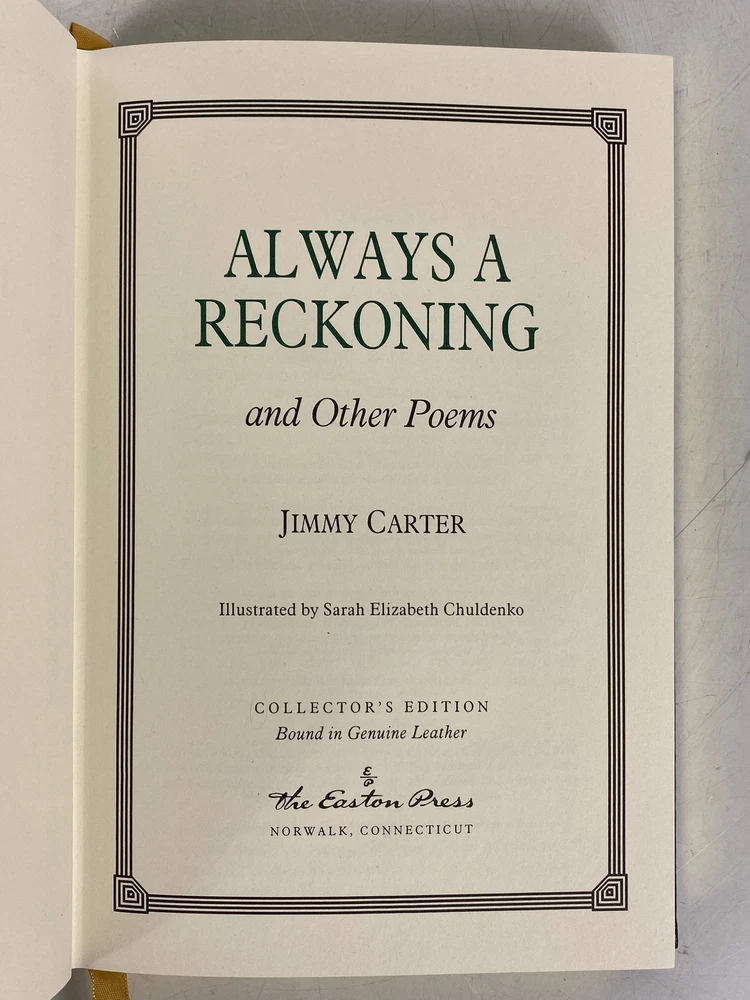 ALWAYS A
RECKONING
and Other Poems
JIMMY CARTER
Illustrated by Sarah Elizabeth Chuldenko
COLLECTOR'S EDITION
Bound in Genuine Leather
E
P
the Easton Press
NORWALK, CONNECTICUT